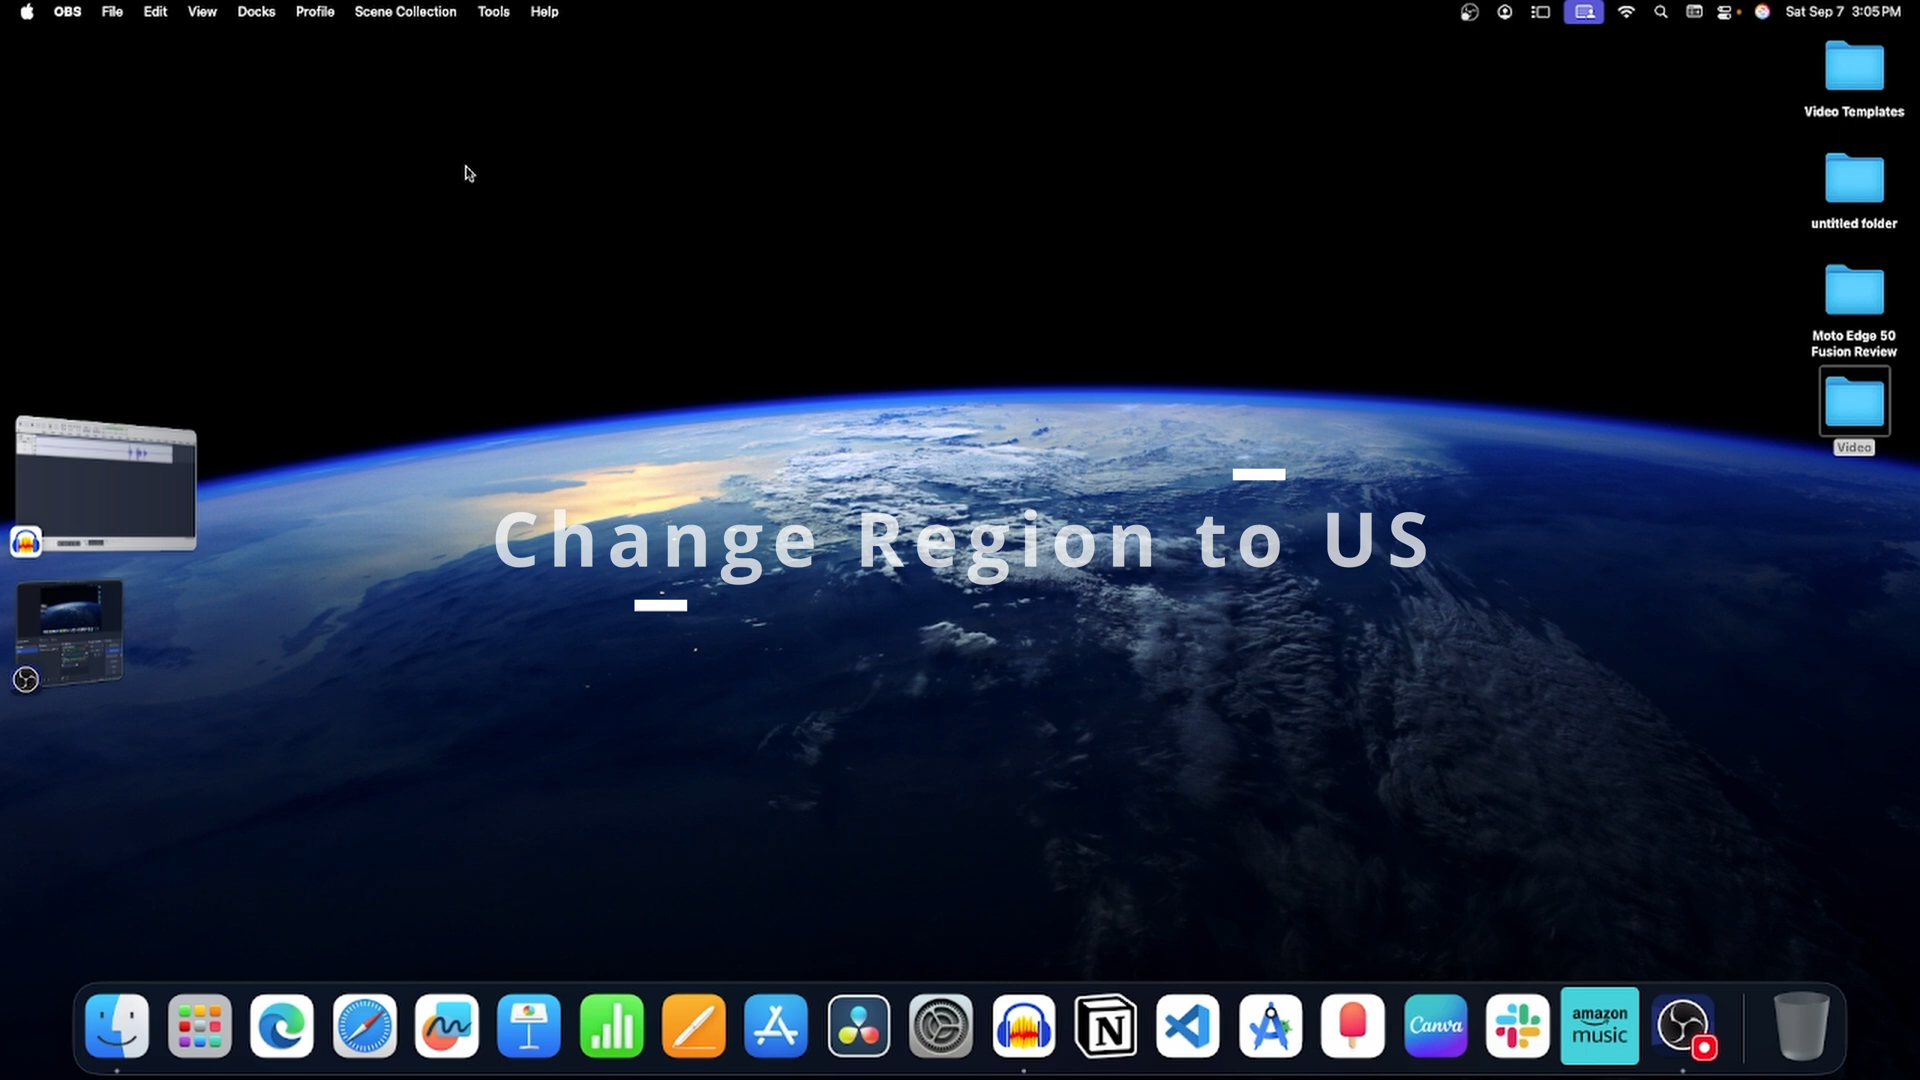 OBS File Edit View Docks Profile Scene Collection Tools Help
Sat Sep 7 3:05 PM
Video Templates
untitled folder
Moto Edge 50
Fusion Review
Video
Change Region to US
N
Canva
amazon
music